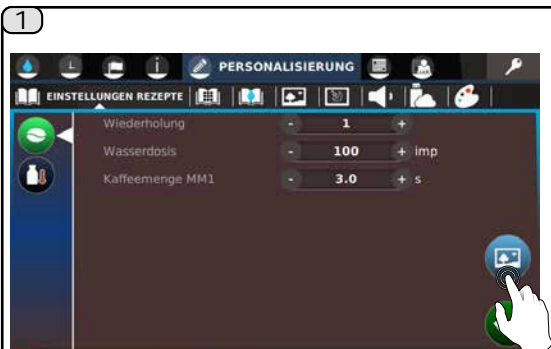 1
PERSONALISIERUNG
EINSTELLUNGEN REZEPTE
Wiederholung - 1 +
Wasserdosis - 100 + imp
Kaffeemenge MM1 - 3.0 + s